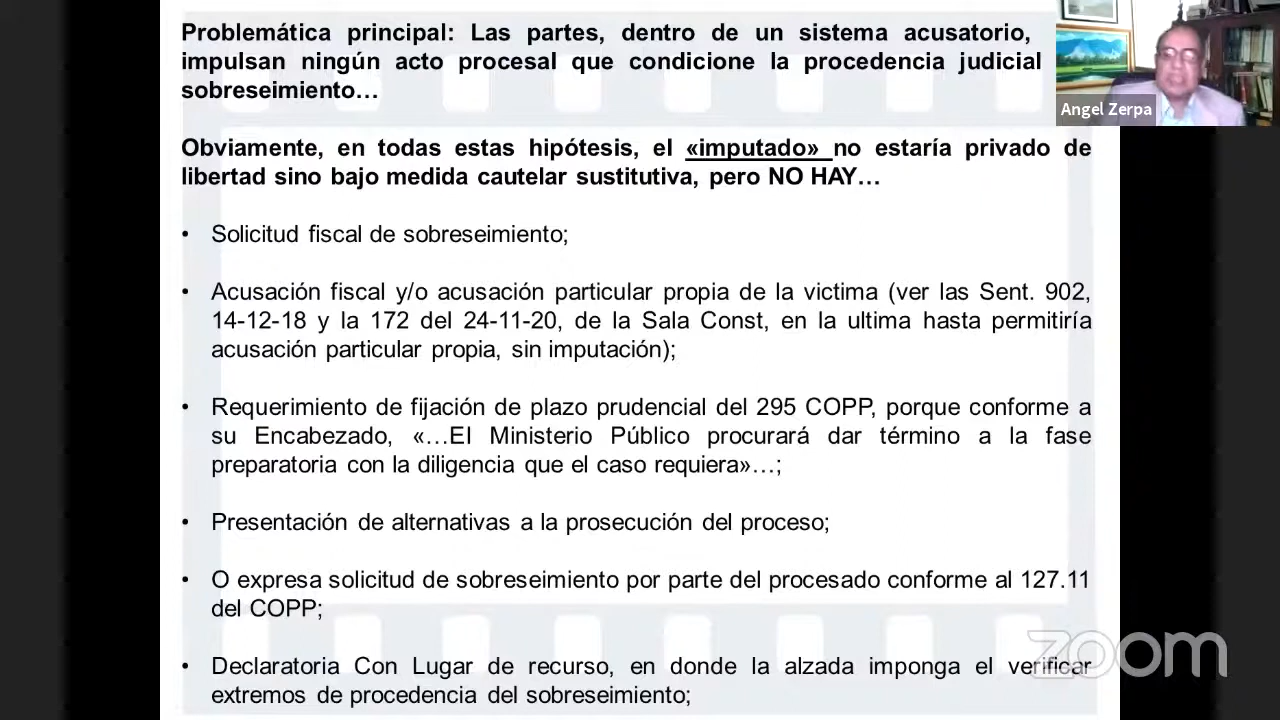 Problemática principal: Las partes, dentro de un sistema acusatorio,
impulsan ningún acto procesal que condicione la procedencia judicial
sobreseimiento…
Angel Zerpa
Obviamente, en todas estas hipótesis, el «imputado» no estaría privado de
libertad sino bajo medida cautelar sustitutiva, pero NO HAY…
• Solicitud fiscal de sobreseimiento;
• Acusación fiscal y/o acusación particular propia de la victima (ver las Sent. 902,
14-12-18 y la 172 del 24-11-20, de la Sala Const, en la ultima hasta permitiría
acusación particular propia, sin imputación);
• Requerimiento de fijación de plazo prudencial del 295 COPP, porque conforme a
su Encabezado, «…El Ministerio Público procurará dar término a la fase
preparatoria con la diligencia que el caso requiera»…;
• Presentación de alternativas a la prosecución del proceso;
• O expresa solicitud de sobreseimiento por parte del procesado conforme al 127.11
del COPP;
• Declaratoria Con Lugar de recurso, en donde la alzada imponga el verificar
extremos de procedencia del sobreseimiento;
zoom